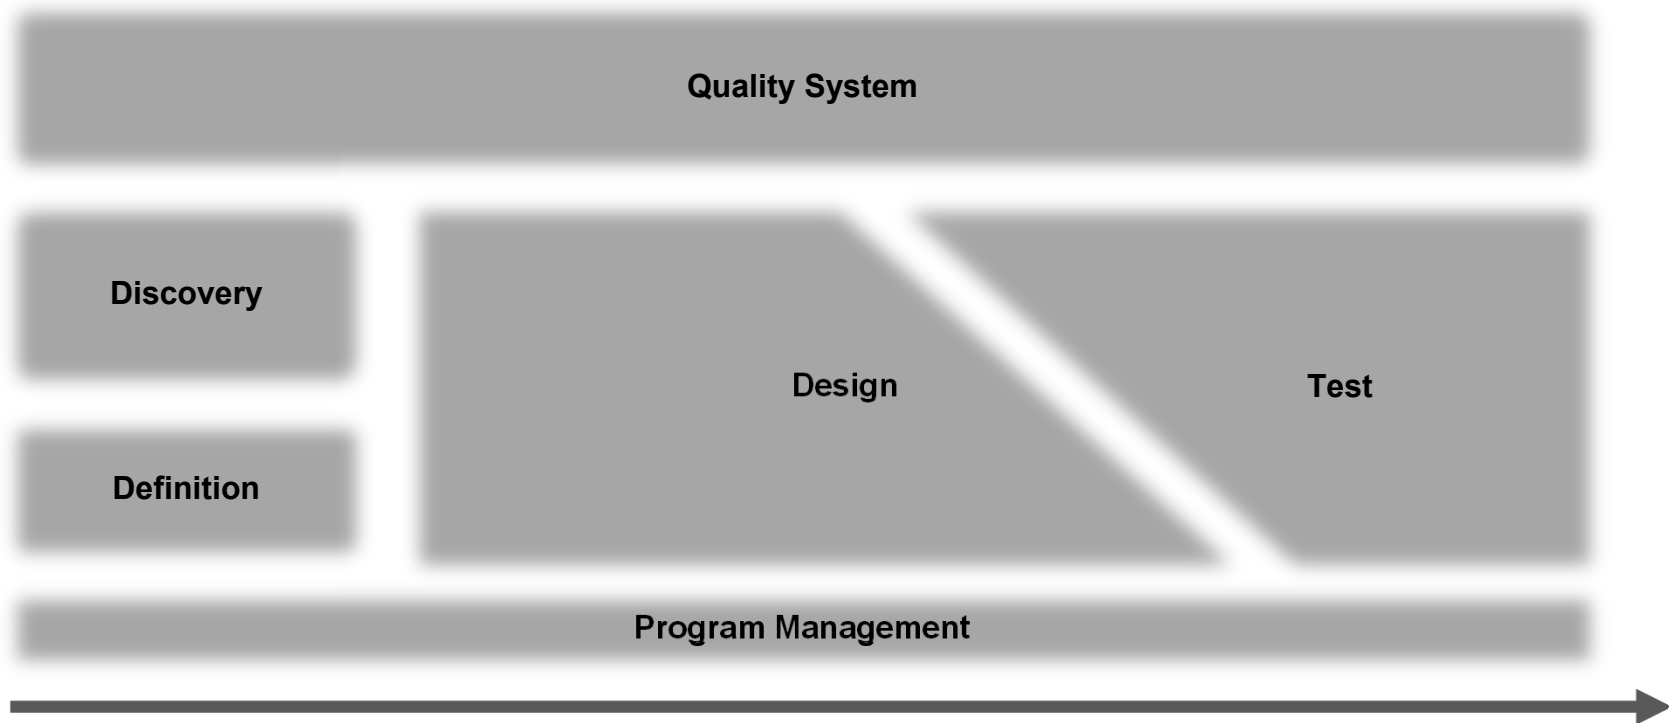 Quality System
Discovery
Design
Test
Definition
Program Management